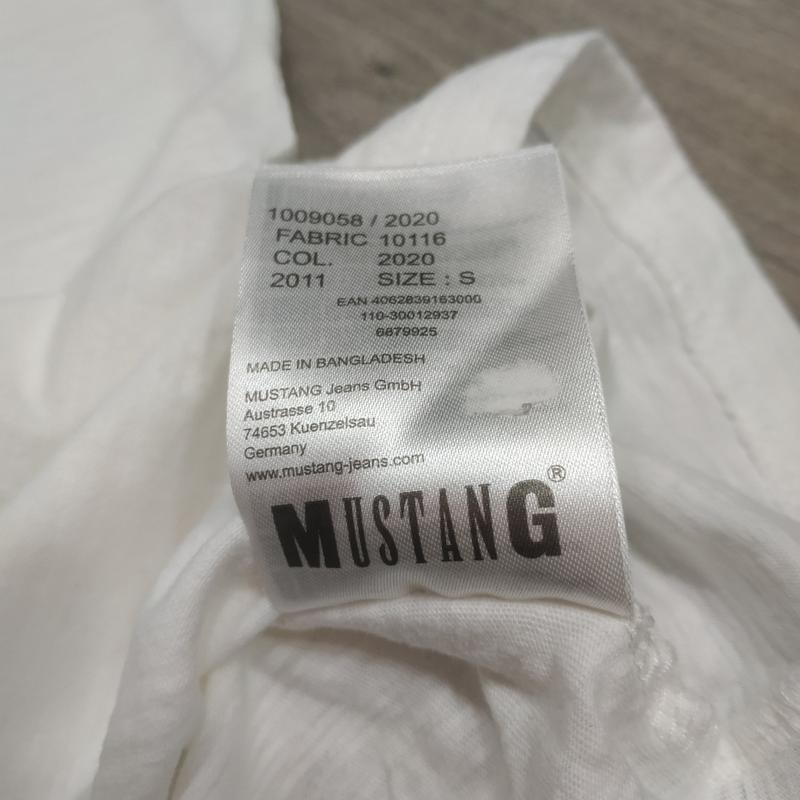 1009058 / 2020
FABRIC 10116
COL. 2020
2011 SIZE : S
EAN 4062839163000
110-30012937
6879925
MADE IN BANGLADESH
MUSTANG Jeans GmbH
Austrasse 10
74653 Kuenzelsau
Germany
www.mustang-jeans.com
MUSTANG®